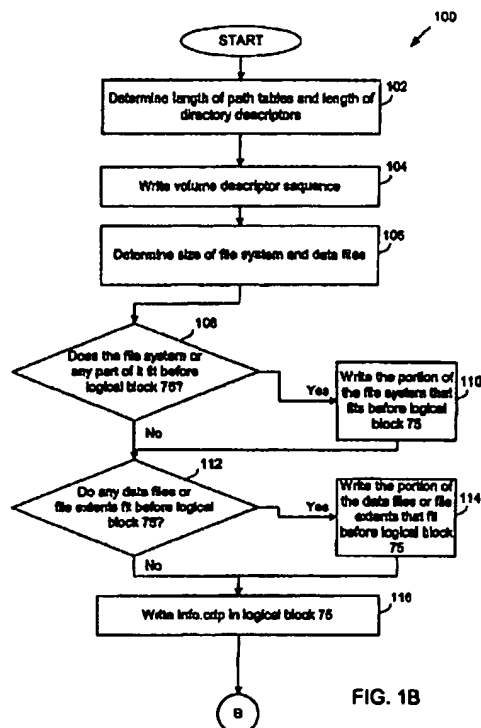 100
START
Determine length of path tables and length of
directory descriptors
102
Write volume descriptor sequence
104
Determine size of file system and data files
106
108
Does the file system or
any part of it fit before
logical block 75?
Yes
Write the portion of
the file system that
fits before logical
block 75
110
No
112
Do any data files or
file extents fit before logical
block 75?
Yes
Write the portion of
the data files or file
extents that fit
before logical block
75
114
No
Write info.cdp in logical block 75
116
B
FIG. 1B